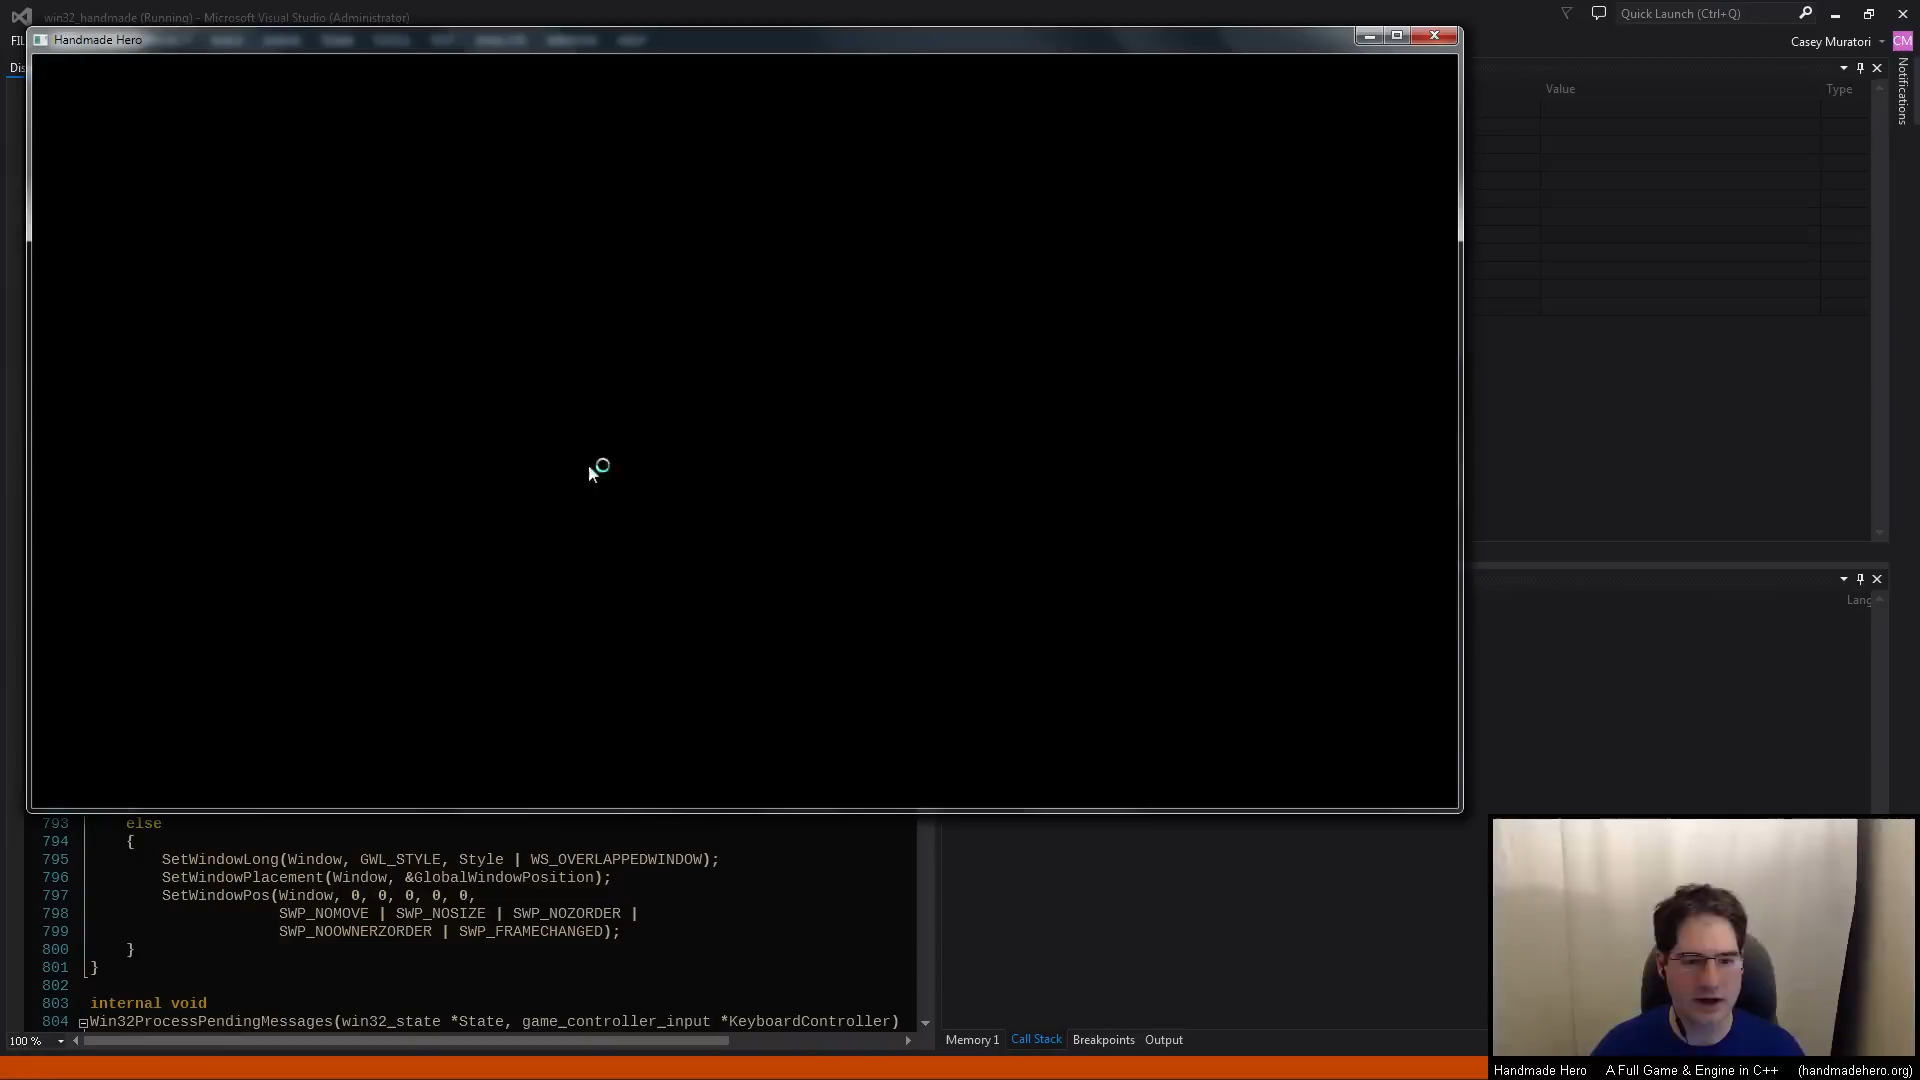 win32_handmade (Running) - Microsoft Visual Studio (Administrator)
Quick Launch (Ctrl+Q)
Handmade Hero
Casey Muratori
CM
Notifications
Value
Type
Lang
793 else
794 {
795 SetWindowLong(Window, GWL_STYLE, Style | WS_OVERLAPPEDWINDOW);
796 SetWindowPlacement(Window, &GlobalWindowPosition);
797 SetWindowPos(Window, 0, 0, 0, 0, 0,
798 SWP_NOMOVE | SWP_NOSIZE | SWP_NOZORDER |
799 SWP_NOOWNERZORDER | SWP_FRAMECHANGED);
800 }
801 }
802
803 internal void
804 Win32ProcessPendingMessages(win32_state *State, game_controller_input *KeyboardController)
100 %
Memory 1 Call Stack Breakpoints Output
Handmade Hero A Full Game & Engine in C++ (handmadehero.org)